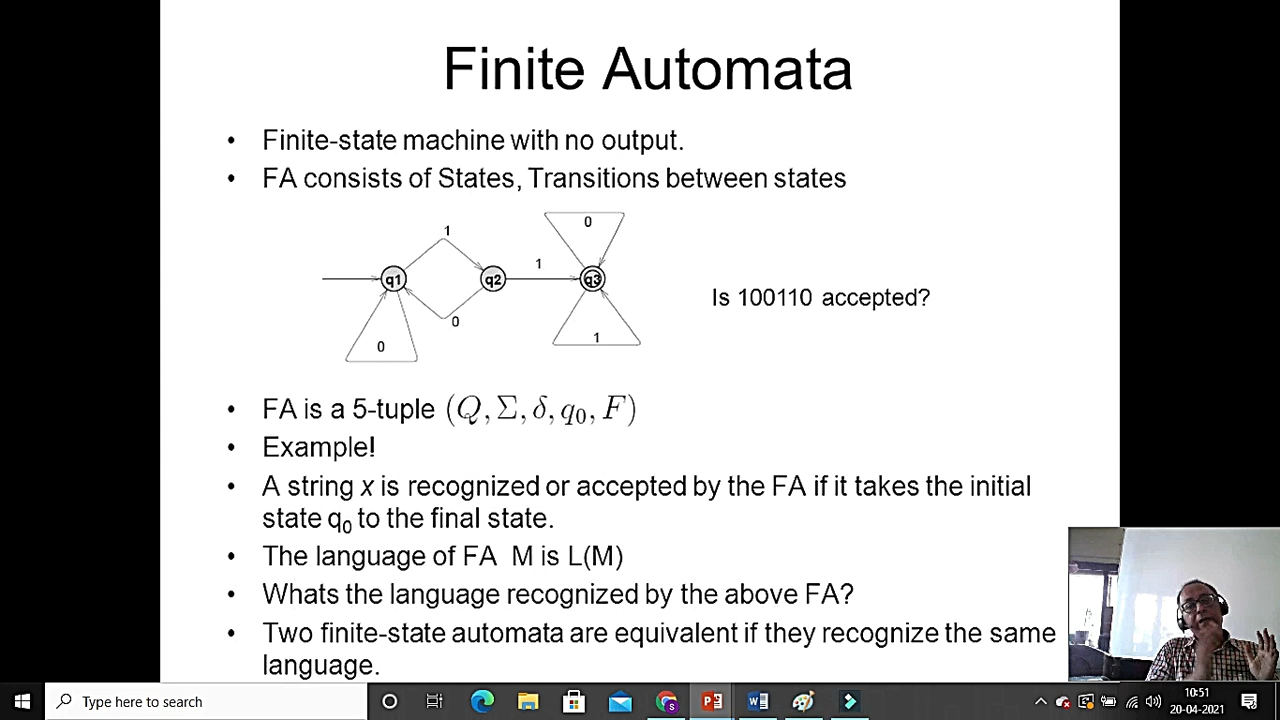 Finite Automata
• Finite-state machine with no output.
• FA consists of States, Transitions between states
0
1
1
q1
q2
q3
Is 100110 accepted?
0
1
0
• FA is a 5-tuple (Q, Σ, δ, q₀, F)
• Example!
• A string x is recognized or accepted by the FA if it takes the initial
state q₀ to the final state.
• The language of FA M is L(M)
• Whats the language recognized by the above FA?
• Two finite-state automata are equivalent if they recognize the same
language.
Type here to search
10:51
20-04-2021